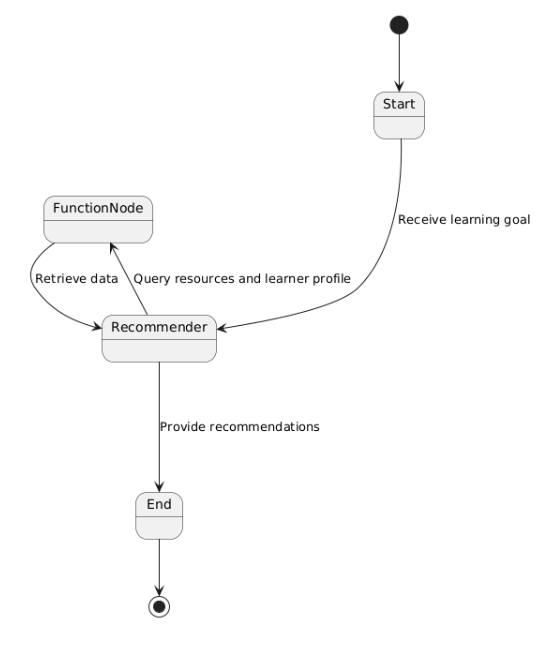 Start
Receive learning goal
FunctionNode
Retrieve data
Query resources and learner profile
Recommender
Provide recommendations
End